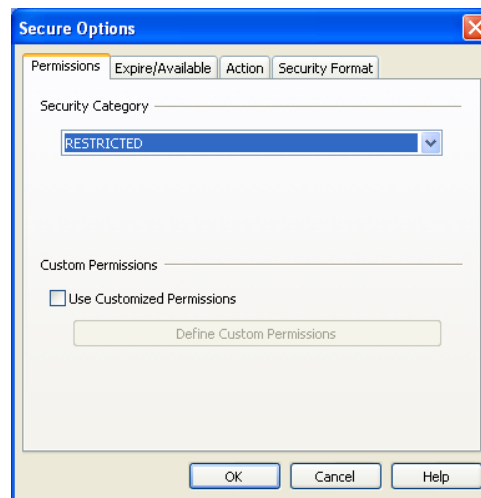 Secure Options
Permissions Expire/Available Action Security Format
Security Category
RESTRICTED
Custom Permissions
Use Customized Permissions
Define Custom Permissions
OK Cancel Help